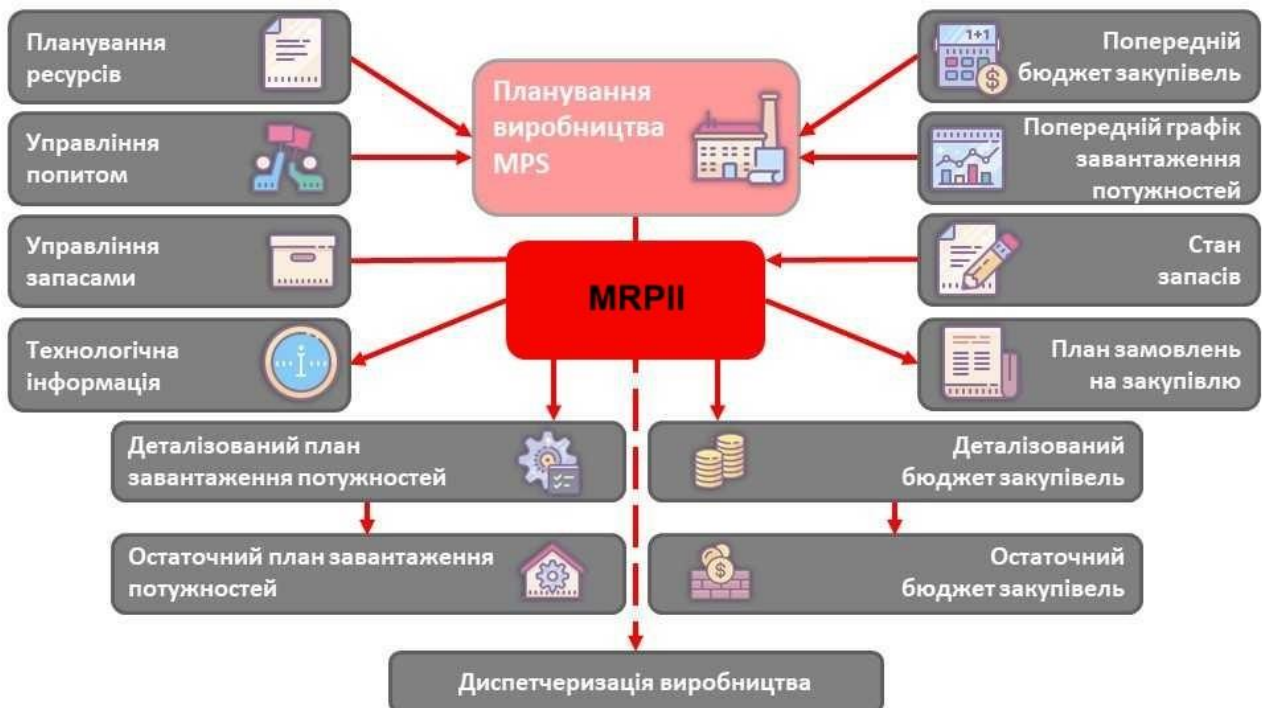 Планування
ресурсів
Управління
попитом
Управління
запасами
Технологічна
інформація
Планування
виробництва
MPS
MRPII
1+1
Попередній
бюджет закупівель
Попередній графік
завантаження
потужностей
Стан
запасів
План замовлень
на закупівлю
Деталізований план
завантаження потужностей
Деталізований
бюджет закупівель
Остаточний план завантаження
потужностей
Остаточний
бюджет закупівель
Диспетчеризація виробництва